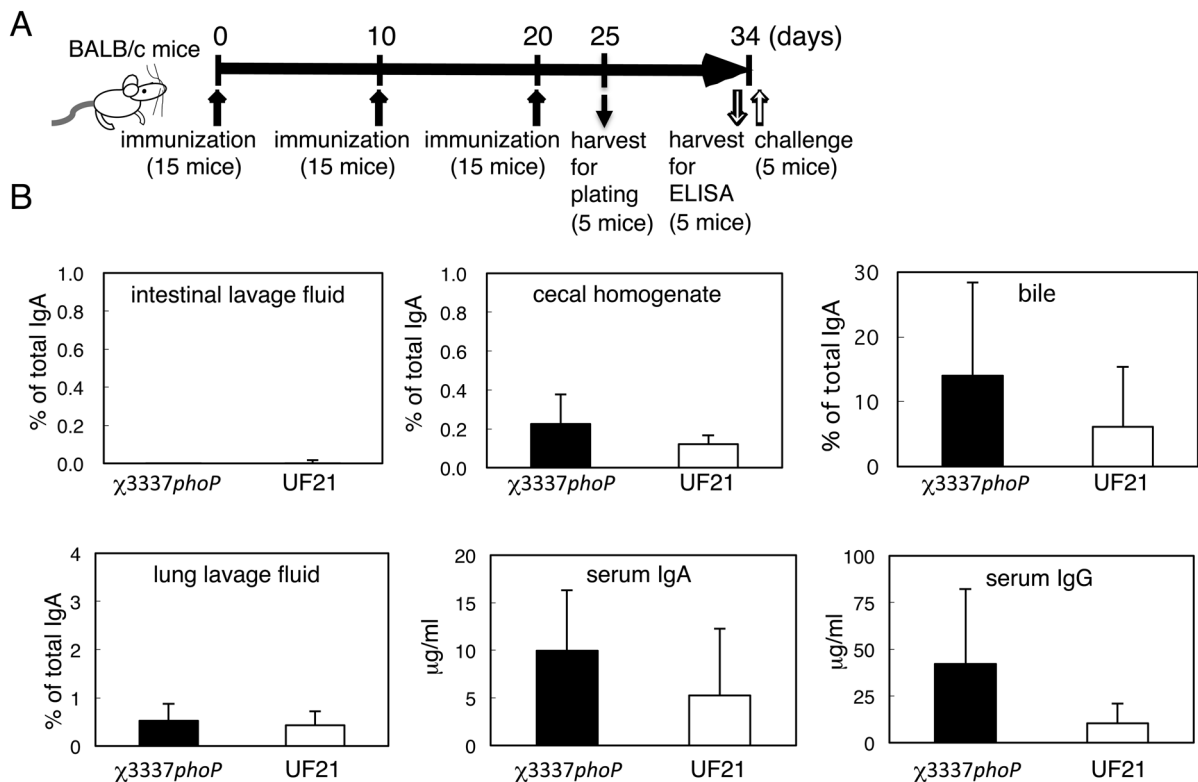 A
BALB/c mice
0 10 20 25 34 (days)
immunization
(15 mice)
immunization
(15 mice)
immunization
(15 mice)
harvest
for
plating
(5 mice)
harvest
for
ELISA
(5 mice)
challenge
(5 mice)
B
intestinal lavage fluid
% of total IgA
1.0
0.8
0.6
0.4
0.2
0.0
χ3337phoP UF21
cecal homogenate
% of total IgA
1.0
0.8
0.6
0.4
0.2
0.0
χ3337phoP UF21
bile
% of total IgA
30
20
10
0
χ3337phoP UF21
lung lavage fluid
% of total IgA
4
3
2
1
0
χ3337phoP UF21
serum IgA
µg/ml
20
15
10
5
0
χ3337phoP UF21
serum IgG
µg/ml
100
75
50
25
0
χ3337phoP UF21